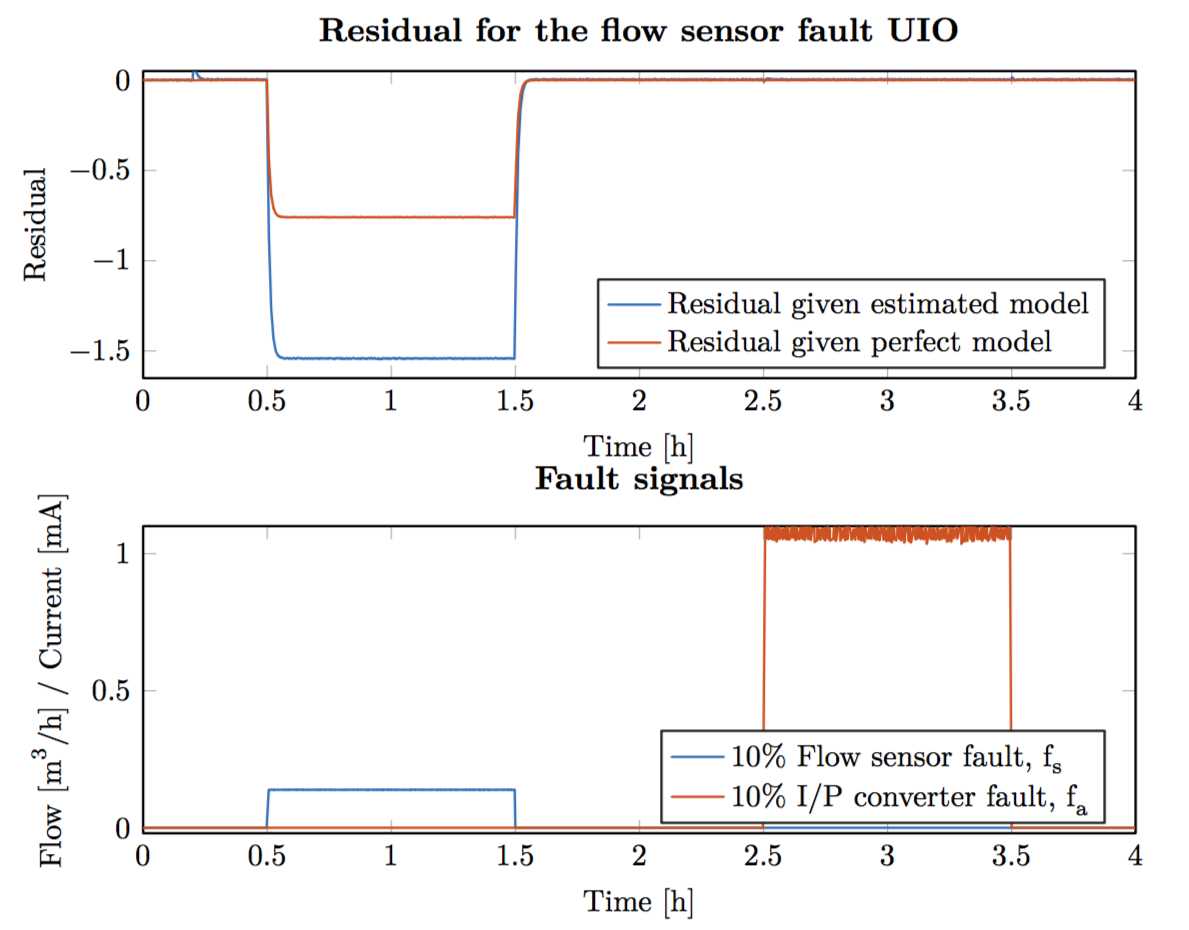 Residual for the flow sensor fault UIO
Residual
0
−0.5
−1
−1.5
Residual given estimated model
Residual given perfect model
0 0.5 1 1.5 2 2.5 3 3.5 4
Time [h]
Fault signals
Flow [m³/h] / Current [mA]
1
0.5
0
10% Flow sensor fault, fₛ
10% I/P converter fault, fₐ
0 0.5 1 1.5 2 2.5 3 3.5 4
Time [h]